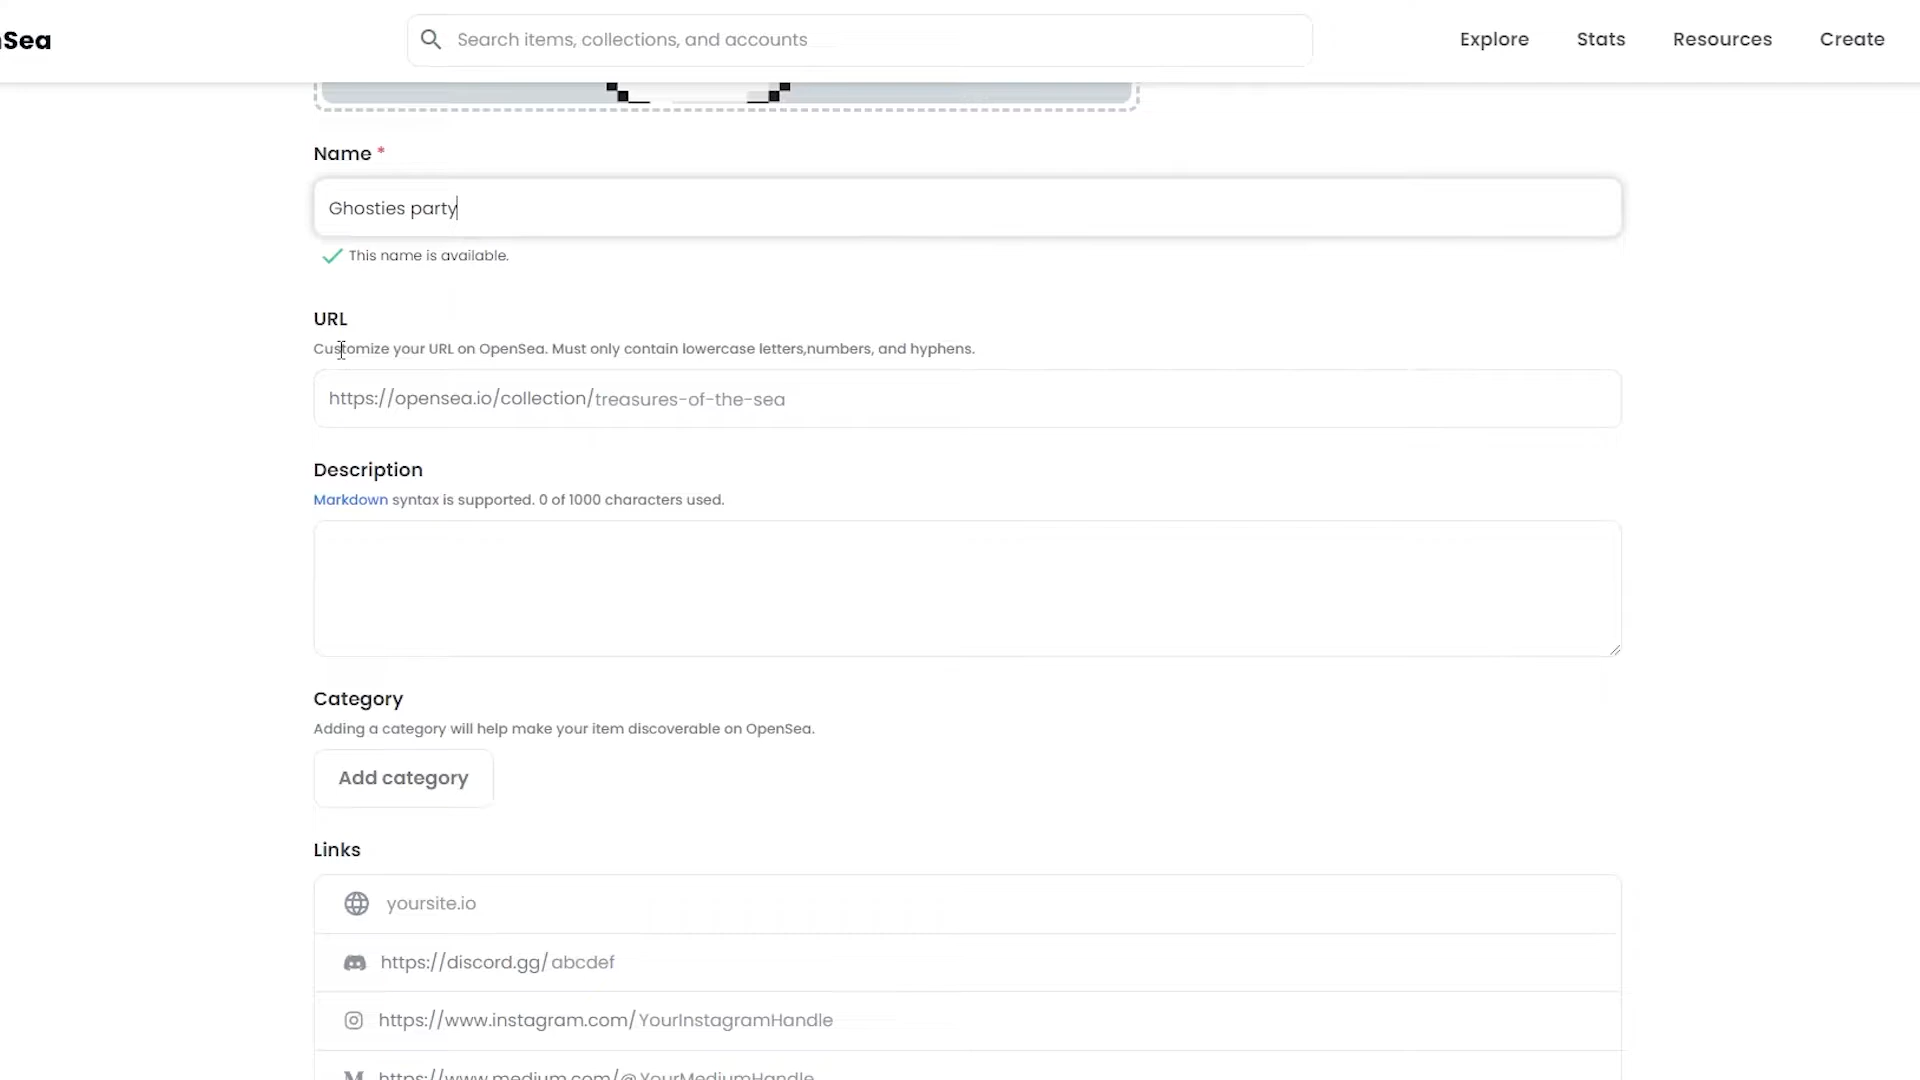 nSea
Search items, collections, and accounts
Explore
Stats
Resources
Create
Name *
Ghosties party
This name is available.
URL
Customize your URL on OpenSea. Must only contain lowercase letters,numbers, and hyphens.
https://opensea.io/collection/treasures-of-the-sea
Description
Markdown syntax is supported. 0 of 1000 characters used.
Category
Adding a category will help make your item discoverable on OpenSea.
Add category
Links
yoursite.io
https://discord.gg/abcdef
https://www.instagram.com/YourInstagramHandle
https://www.medium.com/@YourMediumHandle